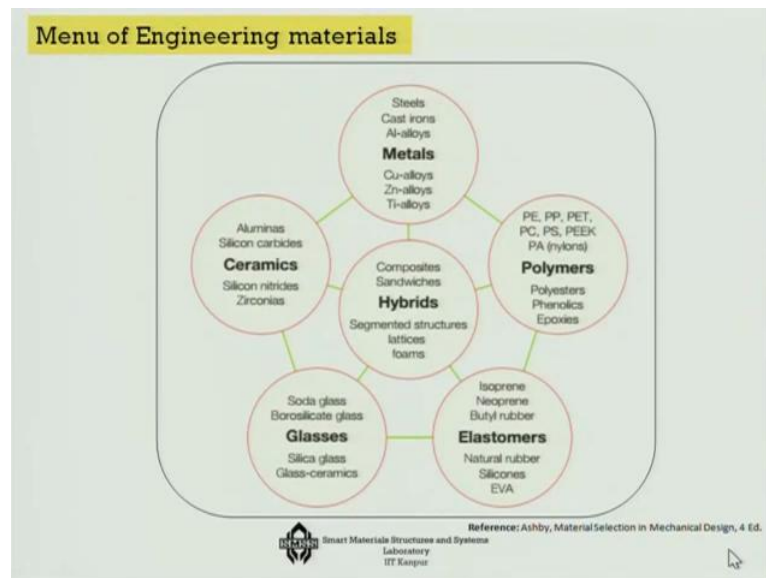 Menu of Engineering materials
Steels
Cast irons
Al-alloys
Metals
Cu-alloys
Zn-alloys
Ti-alloys
Aluminas
Silicon carbides
Ceramics
Silicon nitrides
Zirconias
Composites
Sandwiches
Hybrids
Segmented structures
lattices
foams
PE, PP, PET,
PC, PS, PEEK
PA (nylons)
Polymers
Polyesters
Phenolics
Epoxies
Soda glass
Borosilicate glass
Glasses
Silica glass
Glass-ceramics
Isoprene
Neoprene
Butyl rubber
Elastomers
Natural rubber
Silicones
EVA
Reference: Ashby, Material Selection in Mechanical Design, 4 Ed.
Smart Materials Structures and Systems
Laboratory
IIT Kanpur